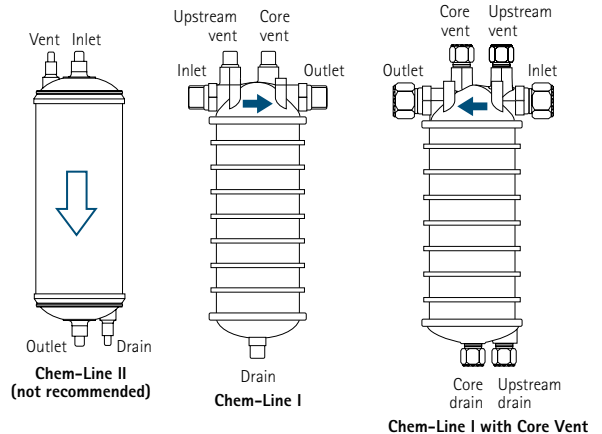 Vent
Inlet
Outlet
Drain
Chem-Line II
(not recommended)
Upstream
vent
Core
vent
Inlet
Outlet
Drain
Chem-Line I
Core
vent
Upstream
vent
Outlet
Inlet
Core
drain
Upstream
drain
Chem-Line I with Core Vent